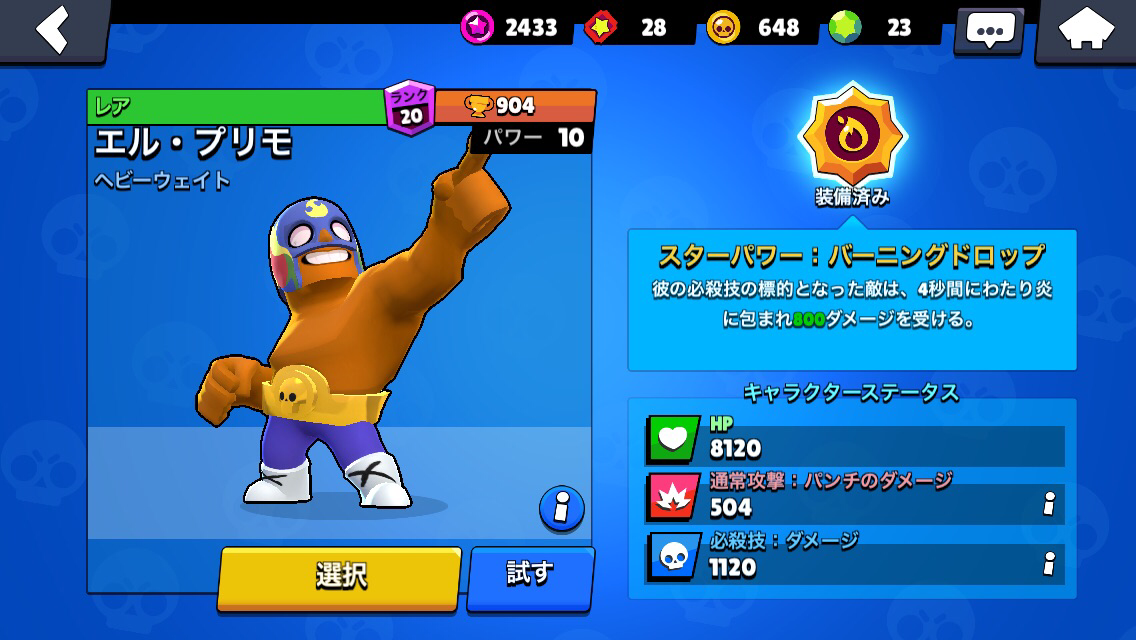 2433
28
648
23
レア
ランク
20
904
パワー 10
エル・プリモ
ヘビーウェイト
装備済み
スターパワー：バーニングドロップ
彼の必殺技の標的となった敵は、4秒間にわたり炎
に包まれ800ダメージを受ける。
キャラクターステータス
HP
8120
通常攻撃：パンチのダメージ
504
必殺技：ダメージ
1120
選択
試す